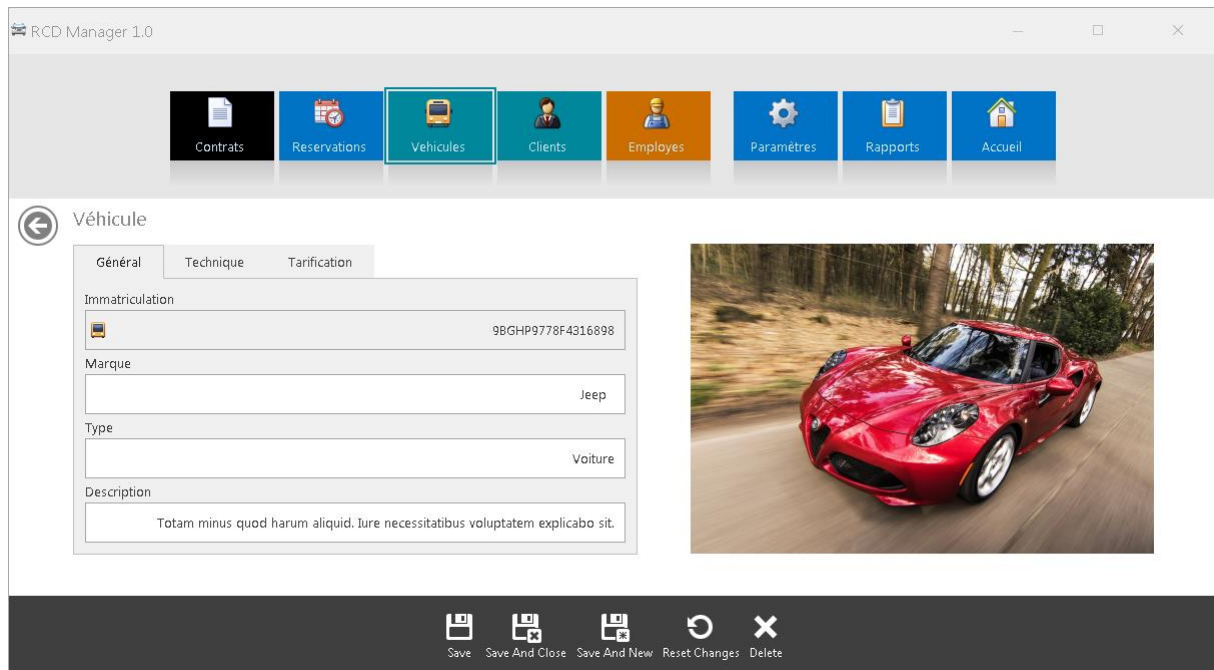 RCD Manager 1.0
Contrats
Reservations
Vehicules
Clients
Employes
Paramètres
Rapports
Accueil
Véhicule
Général
Technique
Tarification
Immatriculation
9BGHP9778F4316898
Marque
Jeep
Type
Voiture
Description
Totam minus quod harum aliquid. Iure necessitatibus voluptatem explicabo sit.
Save
Save And Close
Save And New
Reset Changes
Delete